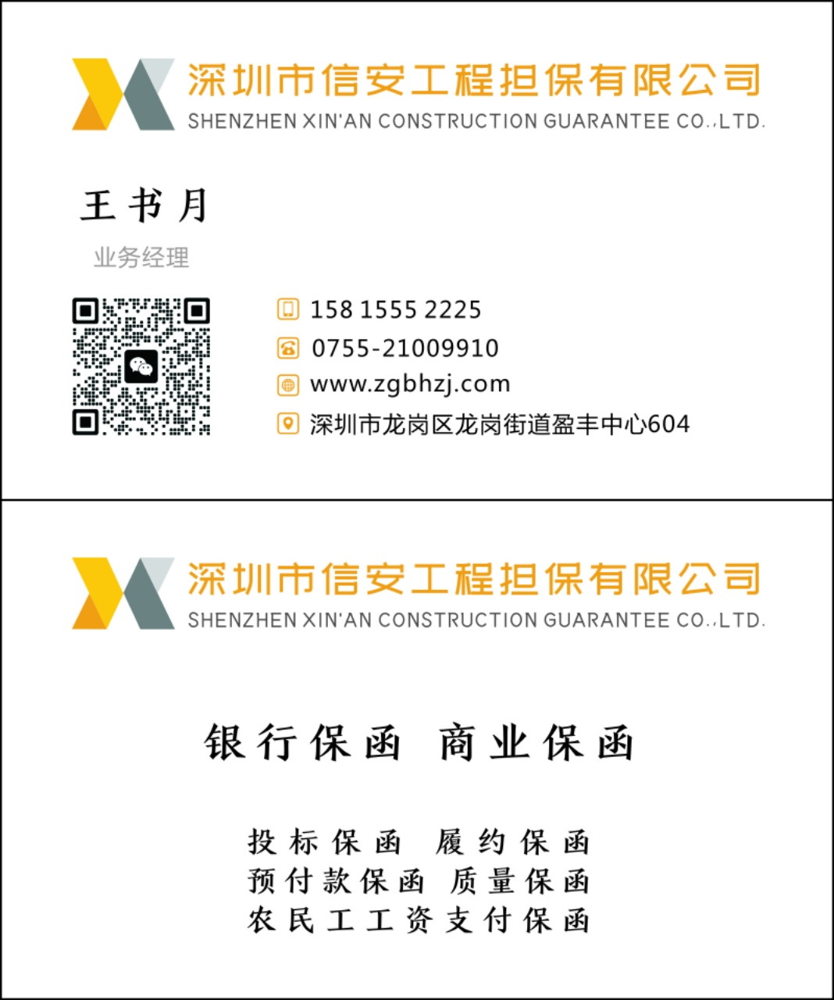 深圳市信安工程担保有限公司
SHENZHEN XIN'AN CONSTRUCTION GUARANTEE CO.,LTD.
王书月
业务经理
158 1555 2225
0755-21009910
www.zgbhzj.com
深圳市龙岗区龙岗街道盈丰中心604
深圳市信安工程担保有限公司
SHENZHEN XIN'AN CONSTRUCTION GUARANTEE CO.,LTD.
银行保函 商业保函
投标保函 履约保函
预付款保函 质量保函
农民工工资支付保函